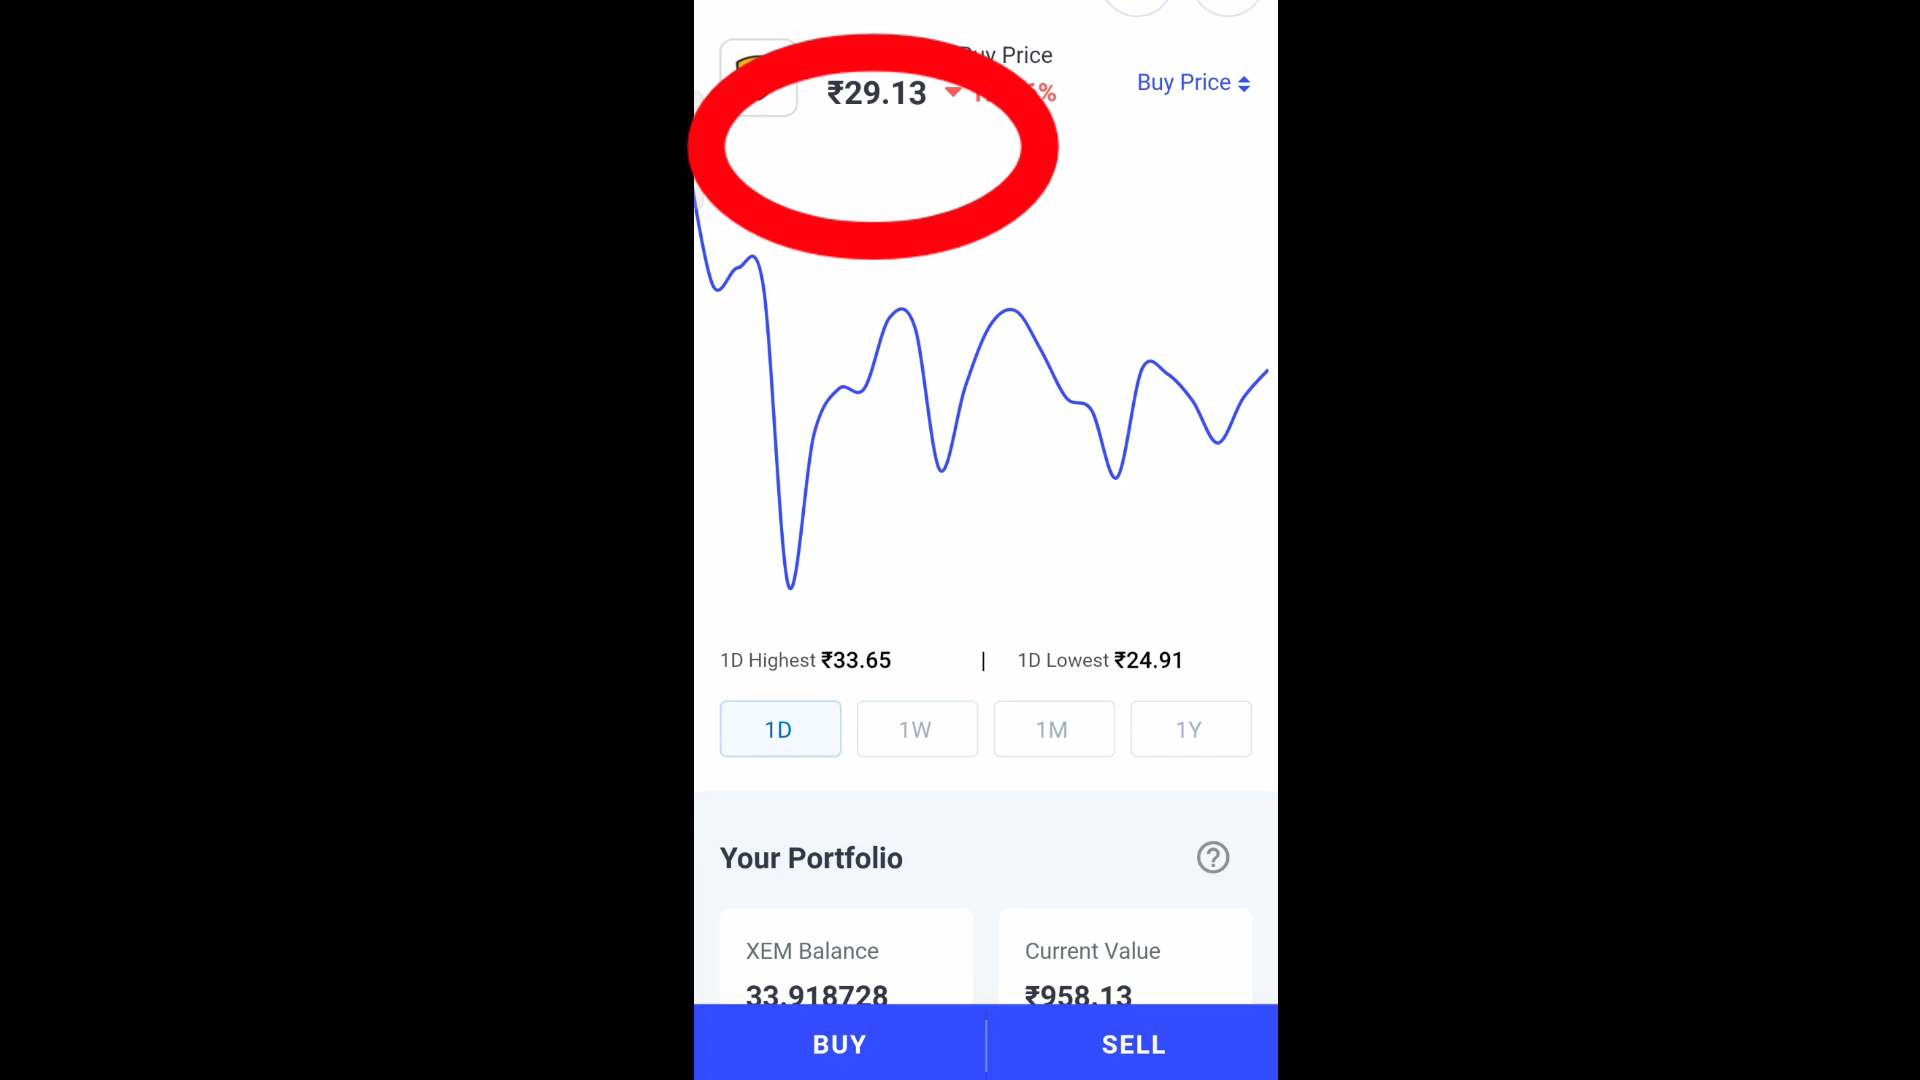 Buy Price
₹29.13
Buy Price
1D Highest ₹33.65 | 1D Lowest ₹24.91
1D 1W 1M 1Y
Your Portfolio
?
XEM Balance Current Value
33.918728 ₹958.13
BUY SELL